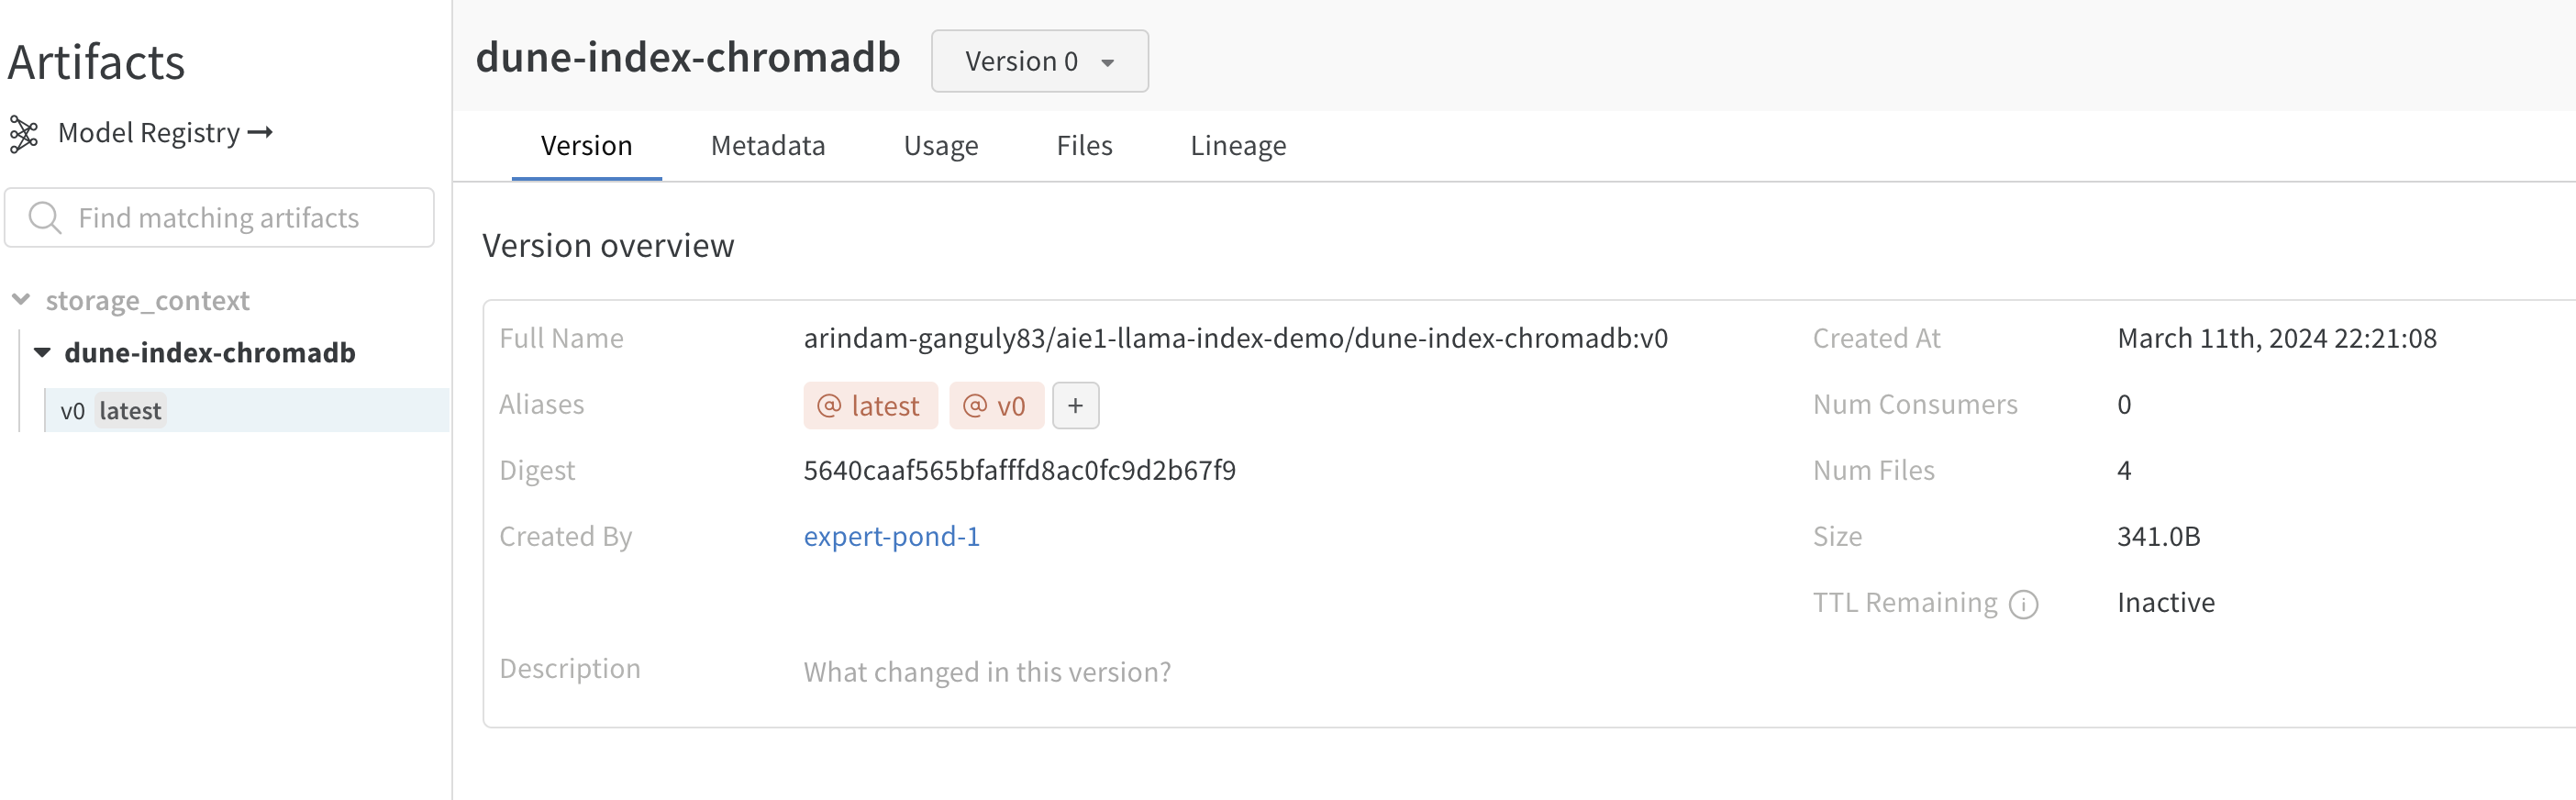 Artifacts
Model Registry →
Find matching artifacts
storage_context
dune-index-chromadb
v0 latest
dune-index-chromadb Version 0
Version Metadata Usage Files Lineage
Version overview
Full Name arindam-ganguly83/aie1-llama-index-demo/dune-index-chromadb:v0 Created At March 11th, 2024 22:21:08
Aliases @ latest @ v0 + Num Consumers 0
Digest 5640caaf565bfafffd8ac0fc9d2b67f9 Num Files 4
Created By expert-pond-1 Size 341.0B
TTL Remaining Inactive
Description What changed in this version?